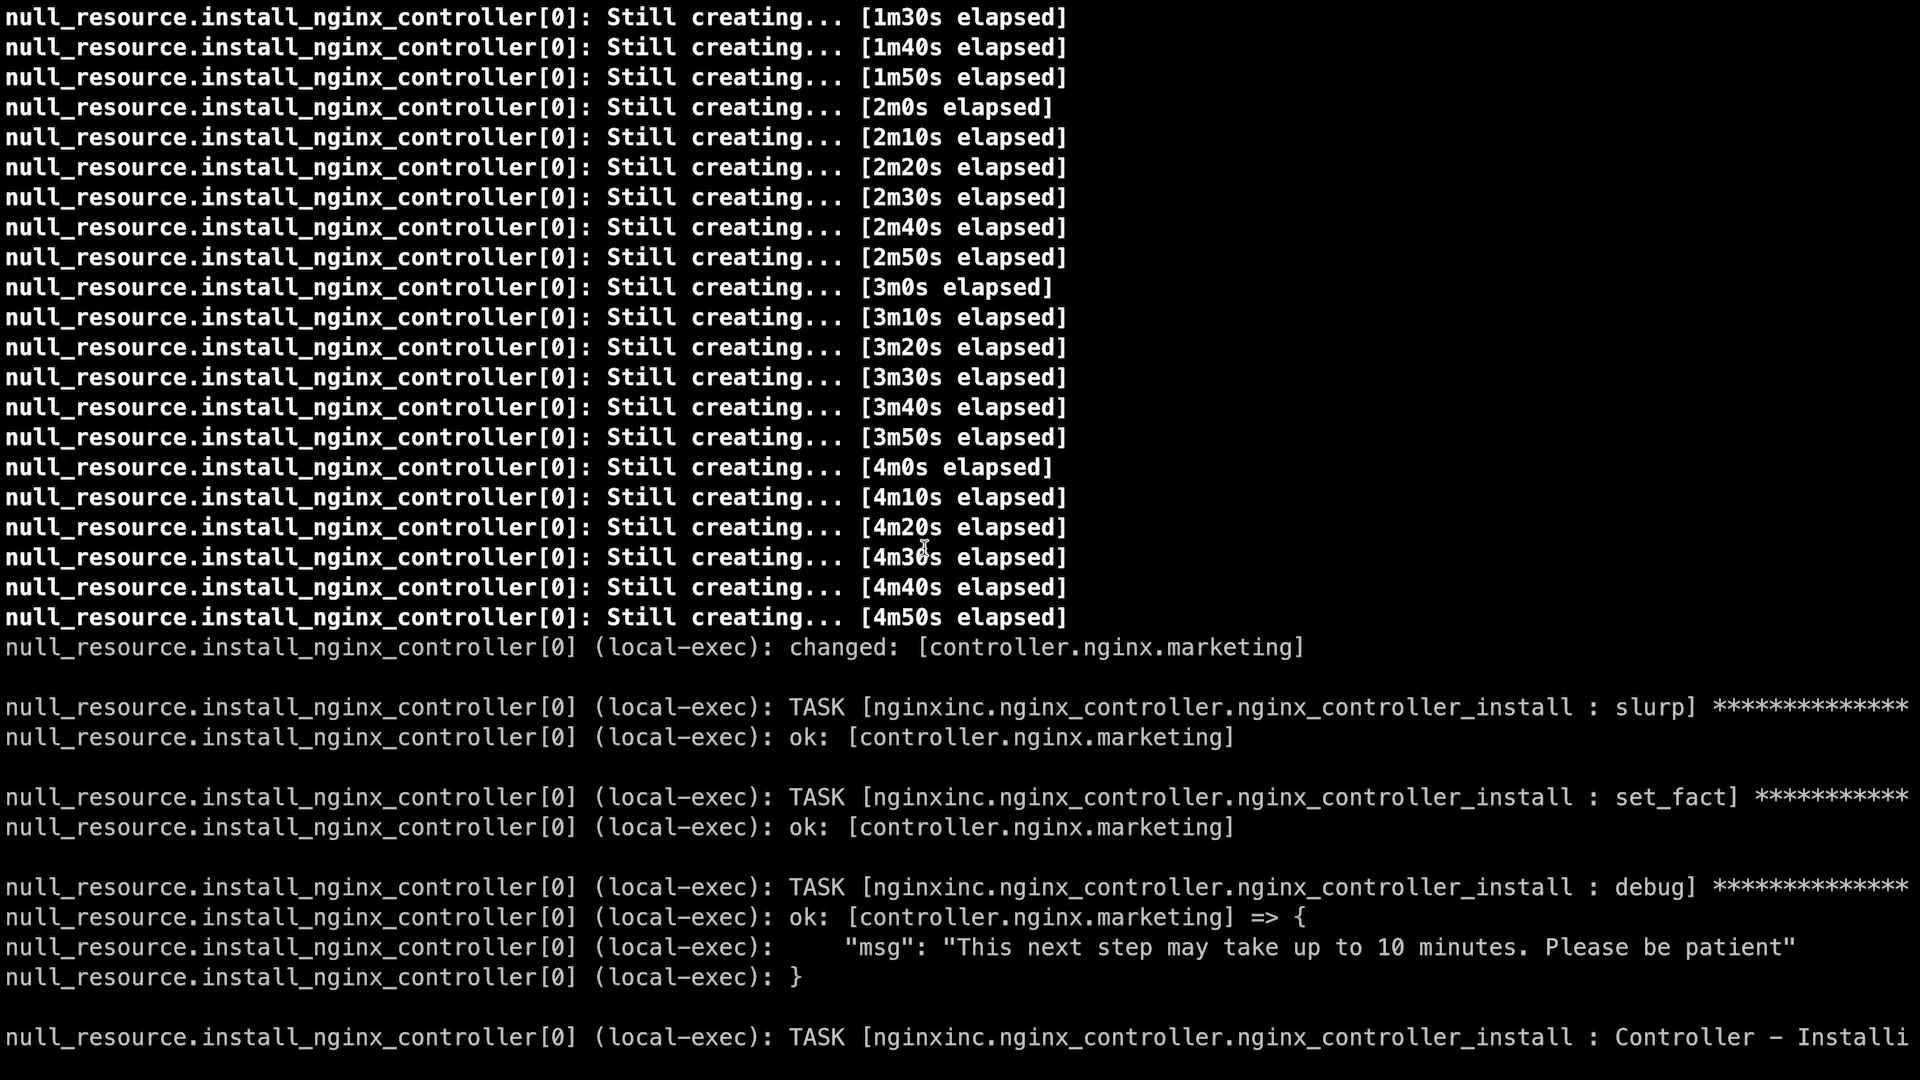 null_resource.install_nginx_controller[0]: Still creating... [1m30s elapsed]
null_resource.install_nginx_controller[0]: Still creating... [1m40s elapsed]
null_resource.install_nginx_controller[0]: Still creating... [1m50s elapsed]
null_resource.install_nginx_controller[0]: Still creating... [2m0s elapsed]
null_resource.install_nginx_controller[0]: Still creating... [2m10s elapsed]
null_resource.install_nginx_controller[0]: Still creating... [2m20s elapsed]
null_resource.install_nginx_controller[0]: Still creating... [2m30s elapsed]
null_resource.install_nginx_controller[0]: Still creating... [2m40s elapsed]
null_resource.install_nginx_controller[0]: Still creating... [2m50s elapsed]
null_resource.install_nginx_controller[0]: Still creating... [3m0s elapsed]
null_resource.install_nginx_controller[0]: Still creating... [3m10s elapsed]
null_resource.install_nginx_controller[0]: Still creating... [3m20s elapsed]
null_resource.install_nginx_controller[0]: Still creating... [3m30s elapsed]
null_resource.install_nginx_controller[0]: Still creating... [3m40s elapsed]
null_resource.install_nginx_controller[0]: Still creating... [3m50s elapsed]
null_resource.install_nginx_controller[0]: Still creating... [4m0s elapsed]
null_resource.install_nginx_controller[0]: Still creating... [4m10s elapsed]
null_resource.install_nginx_controller[0]: Still creating... [4m20s elapsed]
null_resource.install_nginx_controller[0]: Still creating... [4m30s elapsed]
null_resource.install_nginx_controller[0]: Still creating... [4m40s elapsed]
null_resource.install_nginx_controller[0]: Still creating... [4m50s elapsed]
null_resource.install_nginx_controller[0] (local-exec): changed: [controller.nginx.marketing]
null_resource.install_nginx_controller[0] (local-exec): TASK [nginxinc.nginx_controller.nginx_controller_install : slurp] **************
null_resource.install_nginx_controller[0] (local-exec): ok: [controller.nginx.marketing]
null_resource.install_nginx_controller[0] (local-exec): TASK [nginxinc.nginx_controller.nginx_controller_install : set_fact] ***********
null_resource.install_nginx_controller[0] (local-exec): ok: [controller.nginx.marketing]
null_resource.install_nginx_controller[0] (local-exec): TASK [nginxinc.nginx_controller.nginx_controller_install : debug] **************
null_resource.install_nginx_controller[0] (local-exec): ok: [controller.nginx.marketing] => {
null_resource.install_nginx_controller[0] (local-exec):     "msg": "This next step may take up to 10 minutes. Please be patient"
null_resource.install_nginx_controller[0] (local-exec): }
null_resource.install_nginx_controller[0] (local-exec): TASK [nginxinc.nginx_controller.nginx_controller_install : Controller - Installi